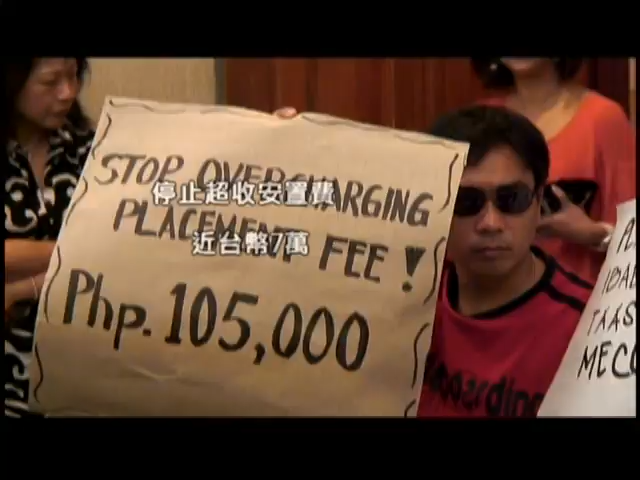 STOP OVERCHARGING
停止超收安置費
PLACEMENT FEE!
近台幣7萬
Php. 105,000
MECO